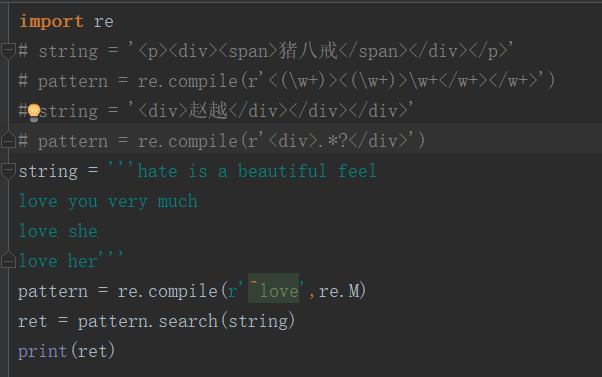 import re
# string = '<p><div><span>猪八戒</span></div></p>'
# pattern = re.compile(r'<(\w+)><(\w+)>\w+</w+></w+>')
# string = '<div>赵越</div></div></div>'
# pattern = re.compile(r'<div>.*?</div>')
string = '''hate is a beautiful feel
love you very much
love she
love her'''
pattern = re.compile(r'^love',re.M)
ret = pattern.search(string)
print(ret)